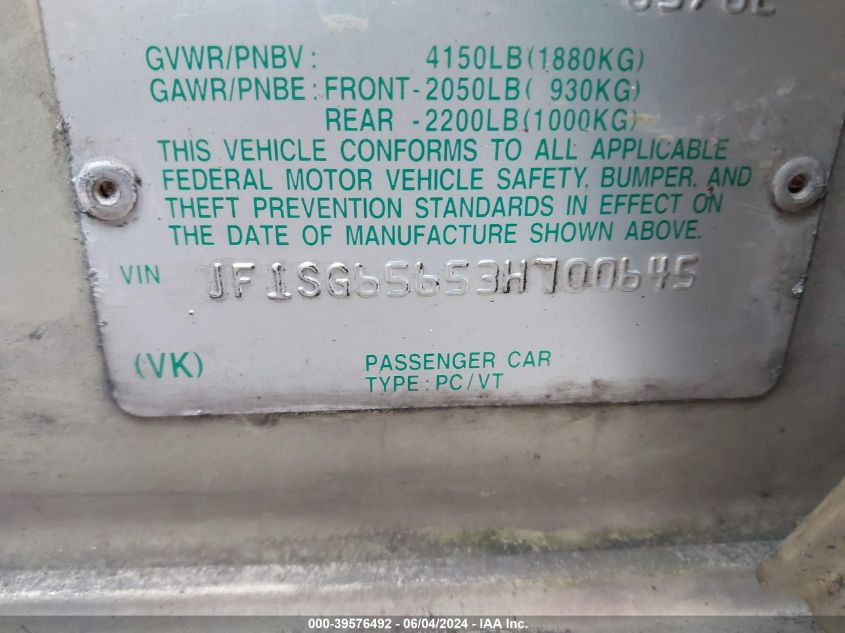 GVWR/PNBV: 4150LB(1880KG)
GAWR/PNBE: FRONT-2050LB( 930KG)
REAR -2200LB(1000KG)
THIS VEHICLE CONFORMS TO ALL APPLICABLE
FEDERAL MOTOR VEHICLE SAFETY, BUMPER, AND
THEFT PREVENTION STANDARDS IN EFFECT ON
THE DATE OF MANUFACTURE SHOWN ABOVE.
VIN JF1SG65653H700645
(VK) PASSENGER CAR
TYPE: PC/VT
000-39576492 - 06/04/2024 - IAA Inc.